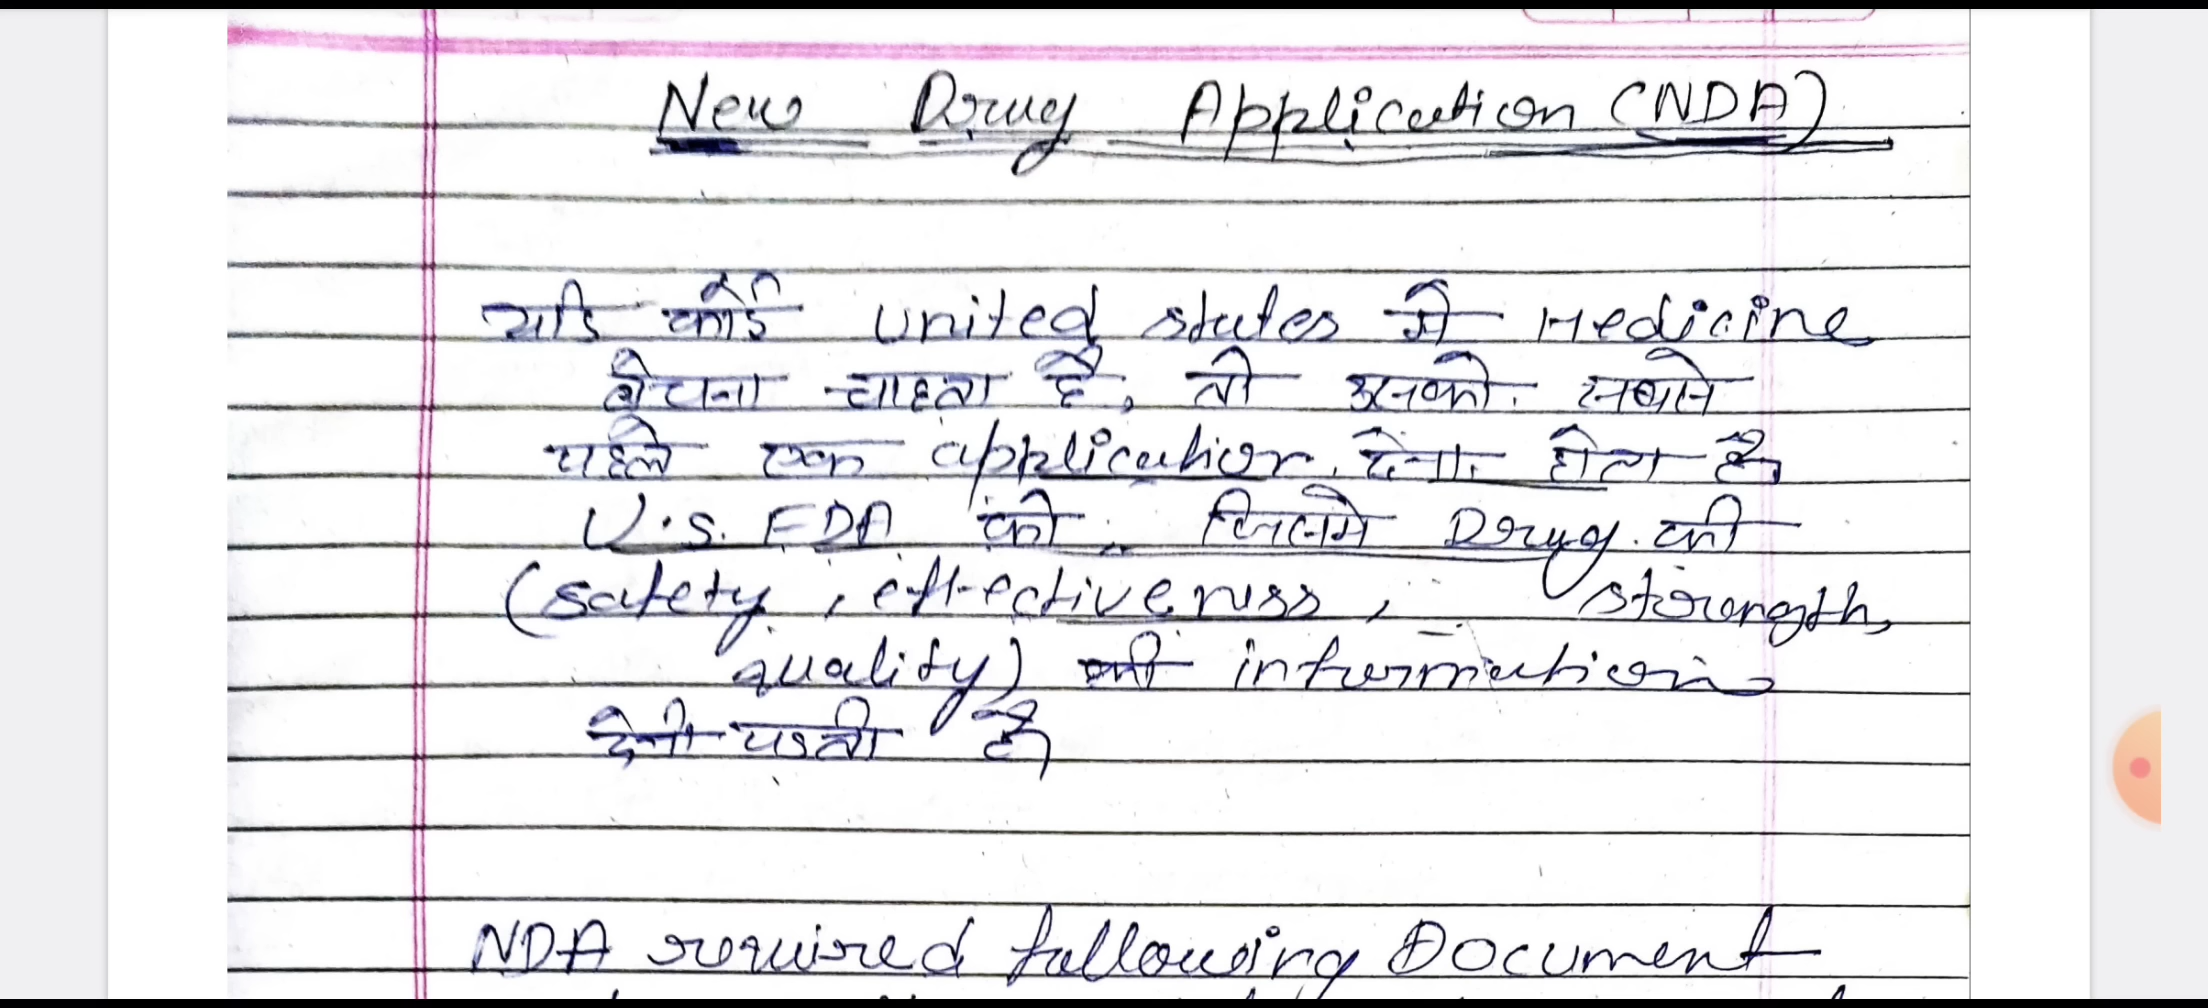 New Drug Application (NDA)
यदि कोई United states में Medicine
बेचना चाहता है, तो उसको सबसे
पहले एक application देना होता है
U.S. FDA को जिसमे Drug की
(safety, effectiveness, strength,
quality) की information
देनी पडती है
NDA required following Document